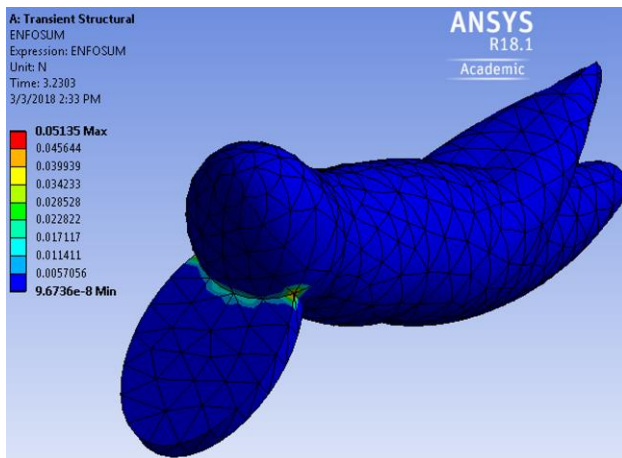 A: Transient Structural
ENFOSUM
Expression: ENFOSUM
Unit: N
Time: 3.2303
3/3/2018 2:33 PM
0.05135 Max
0.045644
0.039939
0.034233
0.028528
0.022822
0.017117
0.011411
0.0057056
9.6736e-8 Min
ANSYS
R18.1
Academic